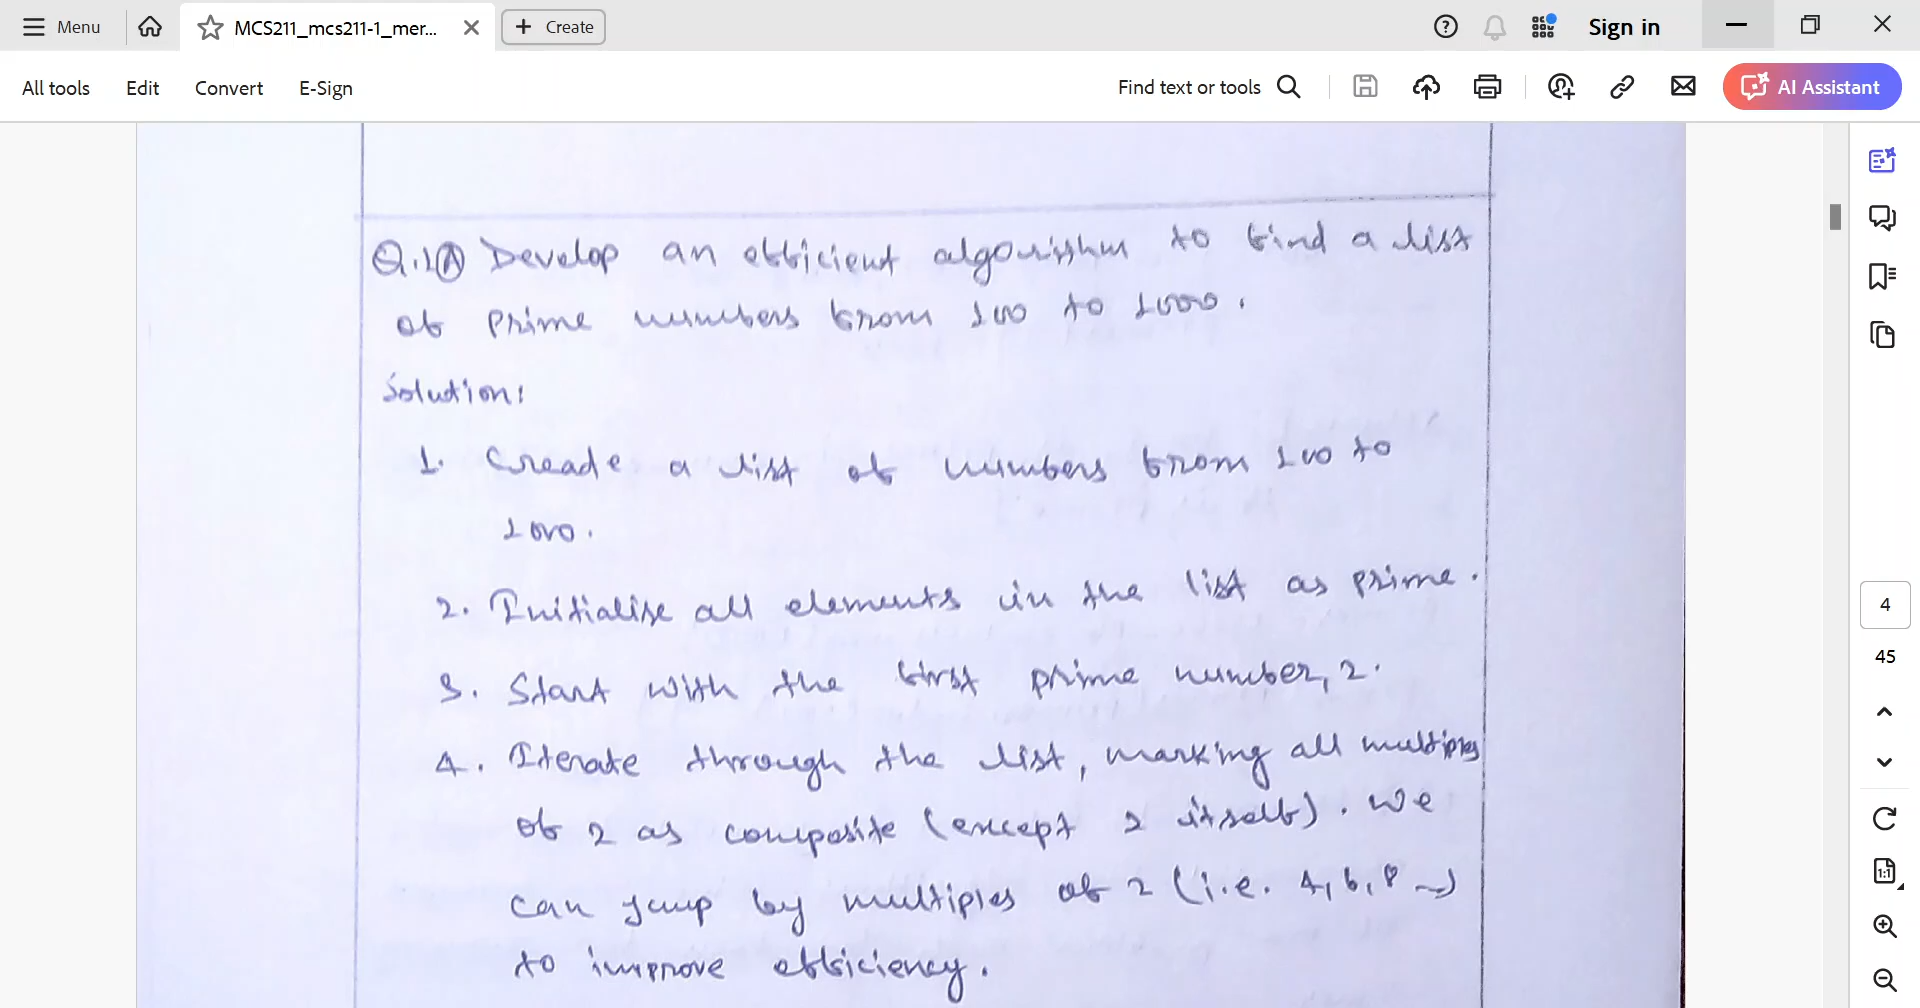 Menu
MCS211_mcs211-1_mer...
Create
Sign in
All tools
Edit
Convert
E-Sign
Find text or tools
AI Assistant
Q.1(A) Develop an efficient algorithm to find a list
of prime numbers from 100 to 1000.
Solution:
1. Create a list of numbers from 100 to
1000.
2. Initialise all elements in the list as prime.
3. Start with the first prime number, 2.
4. Iterate through the list, marking all multiples
of 2 as composite (except 2 itself). We
can jump by multiples of 2 (i.e. 4, 6, 8 ...)
to improve efficiency.
4
45
1:1